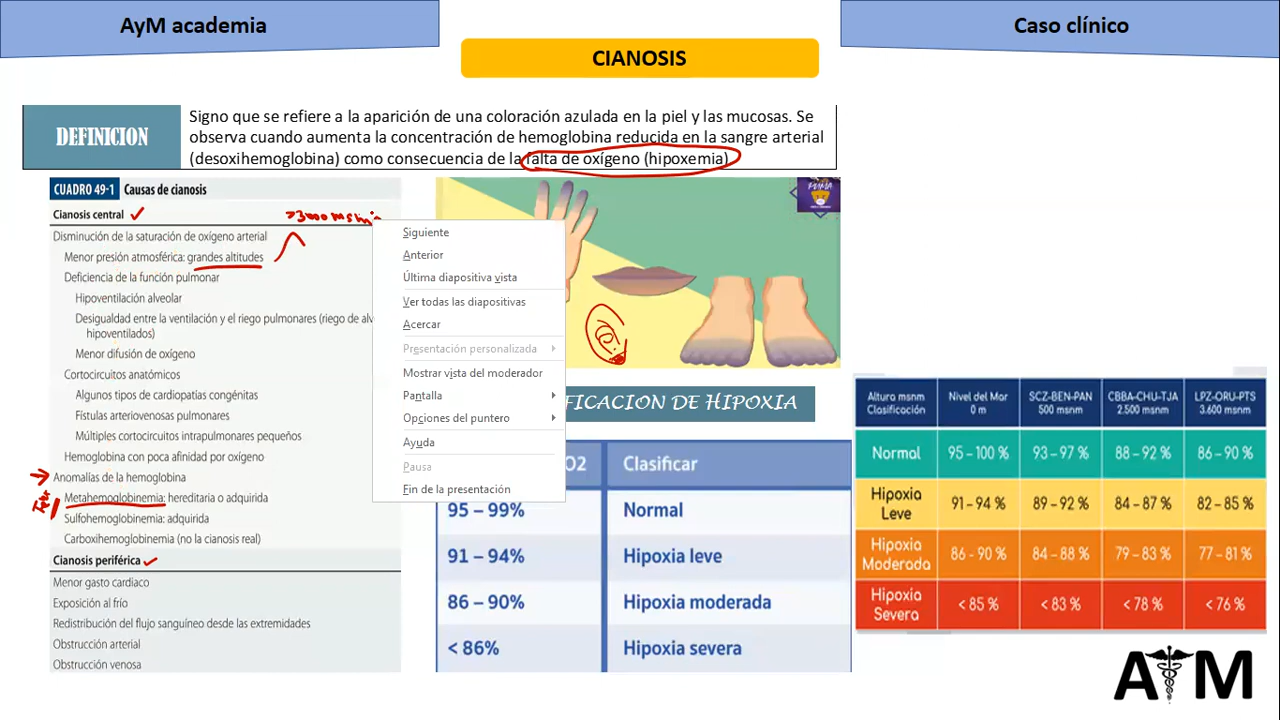 AyM academia
Caso clínico
CIANOSIS
DEFINICION
Signo que se refiere a la aparición de una coloración azulada en la piel y las mucosas. Se
observa cuando aumenta la concentración de hemoglobina reducida en la sangre arterial
(desoxihemoglobina) como consecuencia de la falta de oxígeno (hipoxemia)
CUADRO 49-1 Causas de cianosis
Cianosis central
Disminución de la saturación de oxígeno arterial
Menor presión atmosférica: grandes altitudes
Deficiencia de la función pulmonar
Hipoventilación alveolar
Desigualdad entre la ventilación y el riego pulmonares (riego de
hipoventilados)
Menor difusión de oxígeno
Cortocircuitos anatómicos
Algunos tipos de cardiopatías congénitas
Fístulas arteriovenosas pulmonares
Múltiples cortocircuitos intrapulmonares pequeños
Hemoglobina con poca afinidad por oxígeno
Anomalías de la hemoglobina
Metahemoglobinemia: hereditaria o adquirida
Sulfohemoglobinemia: adquirida
Carboxihemoglobinemia (no la cianosis real)
Cianosis periférica
Menor gasto cardíaco
Exposición al frío
Redistribución del flujo sanguíneo desde las extremidades
Obstrucción arterial
Obstrucción venosa
Siguiente
Anterior
Última diapositiva vista
Ver todas las diapositivas
Acercar
Presentación personalizada
Mostrar vista del moderador
Pantalla
Opciones del puntero
Ayuda
Pausa
Fin de la presentación
FICACION DE HIPOXIA
O2 Clasificar
95 – 99% Normal
91 – 94% Hipoxia leve
86 – 90% Hipoxia moderada
< 86% Hipoxia severa
Altura msnm Nivel del Mar SCZ-BEN-PAN CBBA-CHU-TJA LPZ-ORU-PTS
Clasificación 0 m 500 msnm 2.500 msnm 3.600 msnm
Normal 95 - 100 % 93 – 97 % 88 – 92 % 86 – 90 %
Hipoxia Leve 91 – 94 % 89 – 92 % 84 – 87 % 82 – 85 %
Hipoxia Moderada 86 - 90 % 84 – 88 % 79 – 83 % 77 – 81 %
Hipoxia Severa < 85 % < 83 % < 78 % < 76 %
AYM